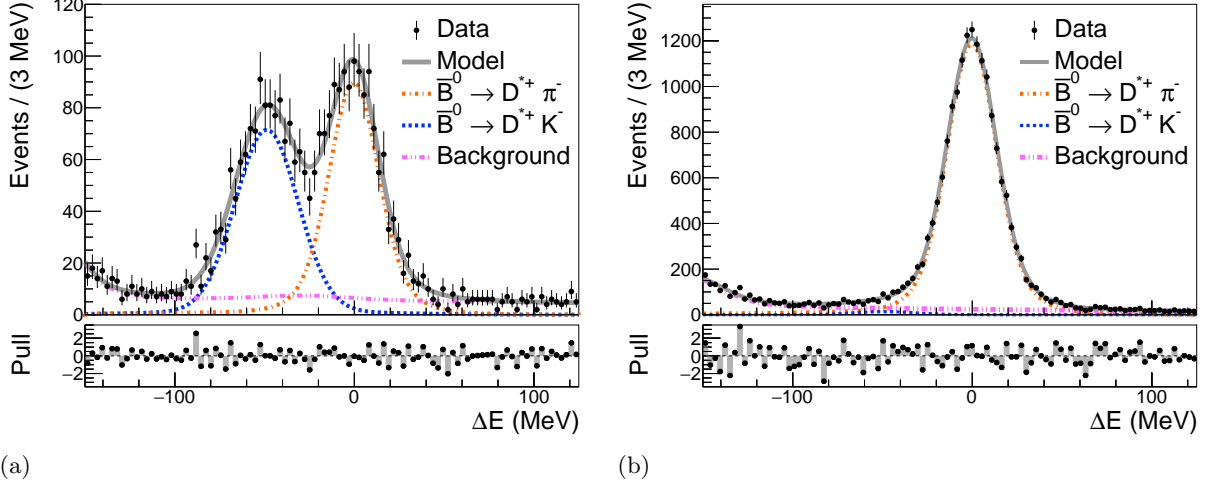 120
100
80
60
40
20
0
Events / (3 MeV)
Data
Model
B̅⁰ → D*⁺ π⁻
B̅⁰ → D*⁺ K⁻
Background
2
0
−2
Pull
−100
0
100
ΔE (MeV)
(a)
1200
1000
800
600
400
200
0
Events / (3 MeV)
Data
Model
B̅⁰ → D*⁺ π⁻
B̅⁰ → D*⁺ K⁻
Background
2
0
−2
Pull
−100
0
100
ΔE (MeV)
(b)